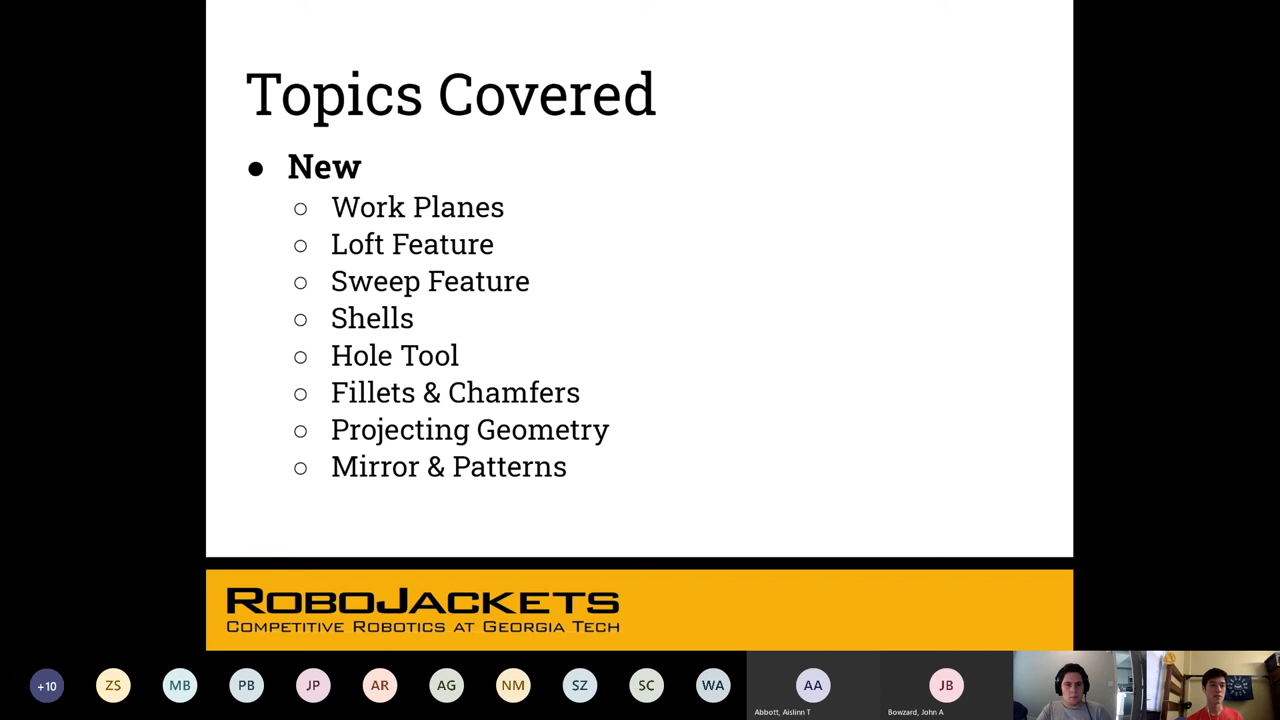 Topics Covered
● New
○ Work Planes
○ Loft Feature
○ Sweep Feature
○ Shells
○ Hole Tool
○ Fillets & Chamfers
○ Projecting Geometry
○ Mirror & Patterns
ROBOJACKETS
COMPETITIVE ROBOTICS AT GEORGIA TECH
+10 ZS MB PB JP AR AG NM SZ SC WA AA JB
Abbott, Aislinn T Bowzard, John A